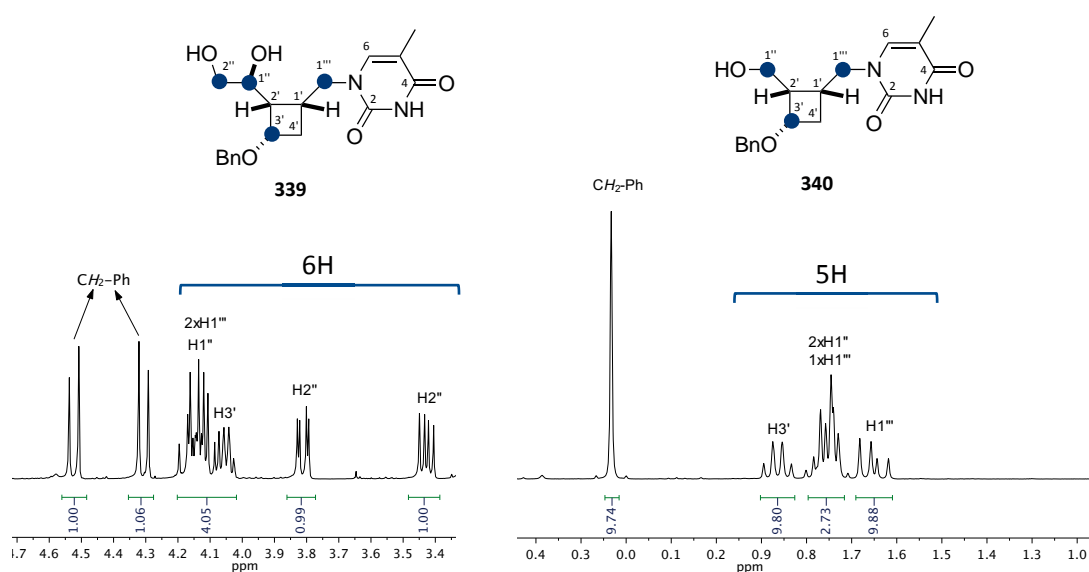 HO OH
2'' 1'' 1''' 6
N 4 O
2 NH
O
H 2' 1' H
3' 4'
BnO
339
1'' 1''' 6
HO N 4 O
2 NH
O
H 2' 1' H
3' 4'
BnO
340
CH2-Ph
6H
2xH1'''
H1''
H3'
H2''
H2''
1.00 1.06 4.05 0.99 1.00
4.7 4.6 4.5 4.4 4.3 4.2 4.1 4.0 3.9 3.8 3.7 3.6 3.5 3.4
ppm
CH2-Ph
5H
H3'
2xH1''
1xH1'''
H1'''
9.74 9.80 2.73 9.88
0.4 0.3 0.0 0.1 0.2 0.9 0.8 1.7 1.6 1.4 1.3 1.0
ppm